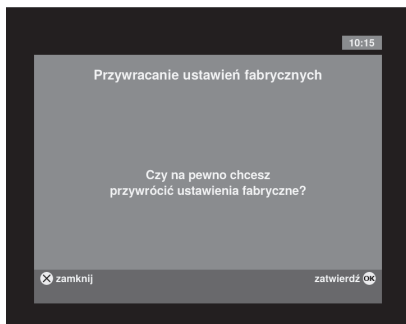 10:15
Przywracanie ustawień fabrycznych
Czy na pewno chcesz
przywrócić ustawienia fabryczne?
zamknij zatwierdź OK